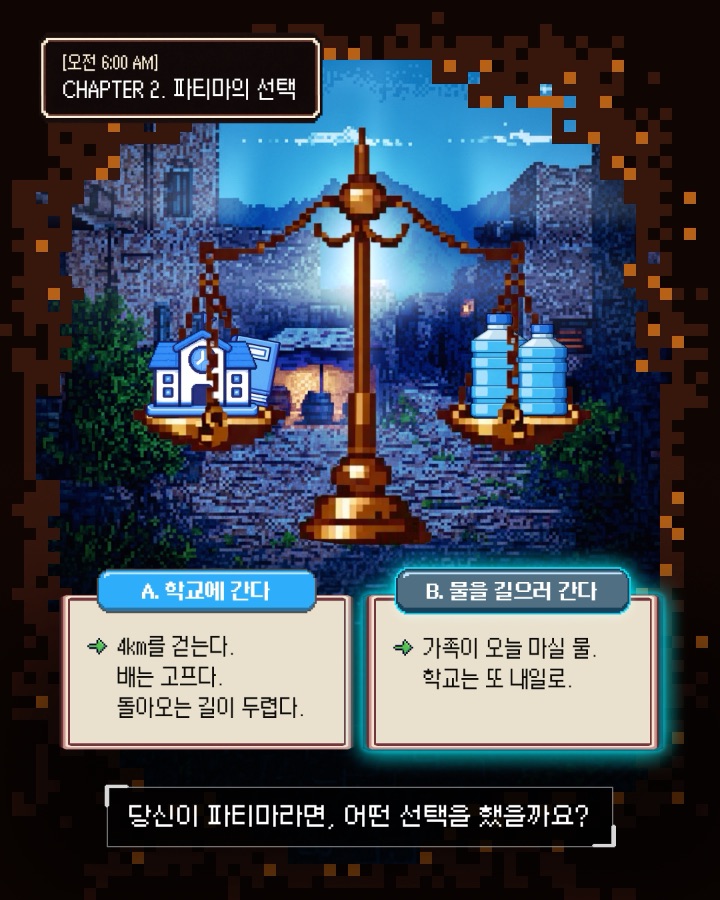 [오전 6:00 AM]
CHAPTER 2. 파티마의 선택
A. 학교에 간다
4km를 걷는다.
배는 고프다.
돌아오는 길이 두렵다.
B. 물을 길으러 간다
가족이 오늘 마실 물.
학교는 또 내일로.
당신이 파티마라면, 어떤 선택을 했을까요?